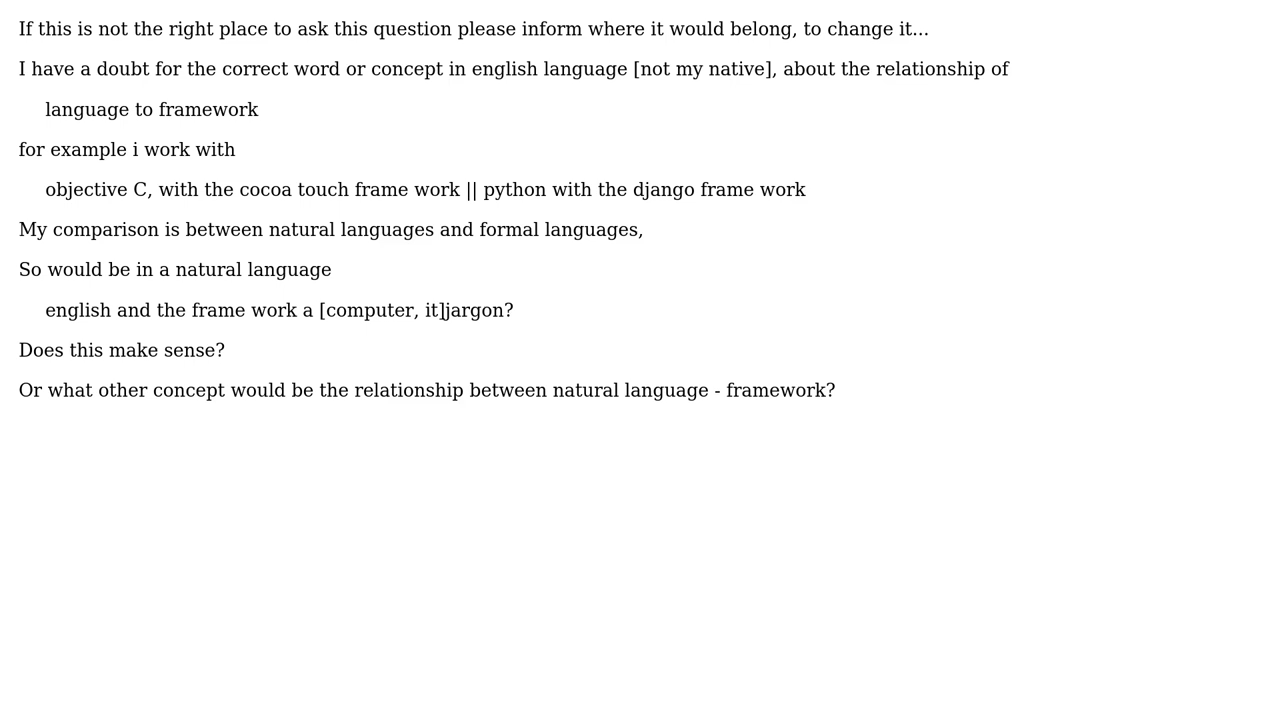 If this is not the right place to ask this question please inform where it would belong, to change it...
I have a doubt for the correct word or concept in english language [not my native], about the relationship of
language to framework
for example i work with
objective C, with the cocoa touch frame work || python with the django frame work
My comparison is between natural languages and formal languages,
So would be in a natural language
english and the frame work a [computer, it]jargon?
Does this make sense?
Or what other concept would be the relationship between natural language - framework?